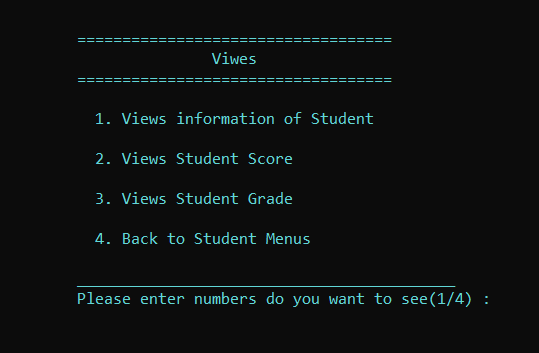 ===================================
Viwes
===================================
1. Views information of Student
2. Views Student Score
3. Views Student Grade
4. Back to Student Menus
__________________________________________
Please enter numbers do you want to see(1/4) :